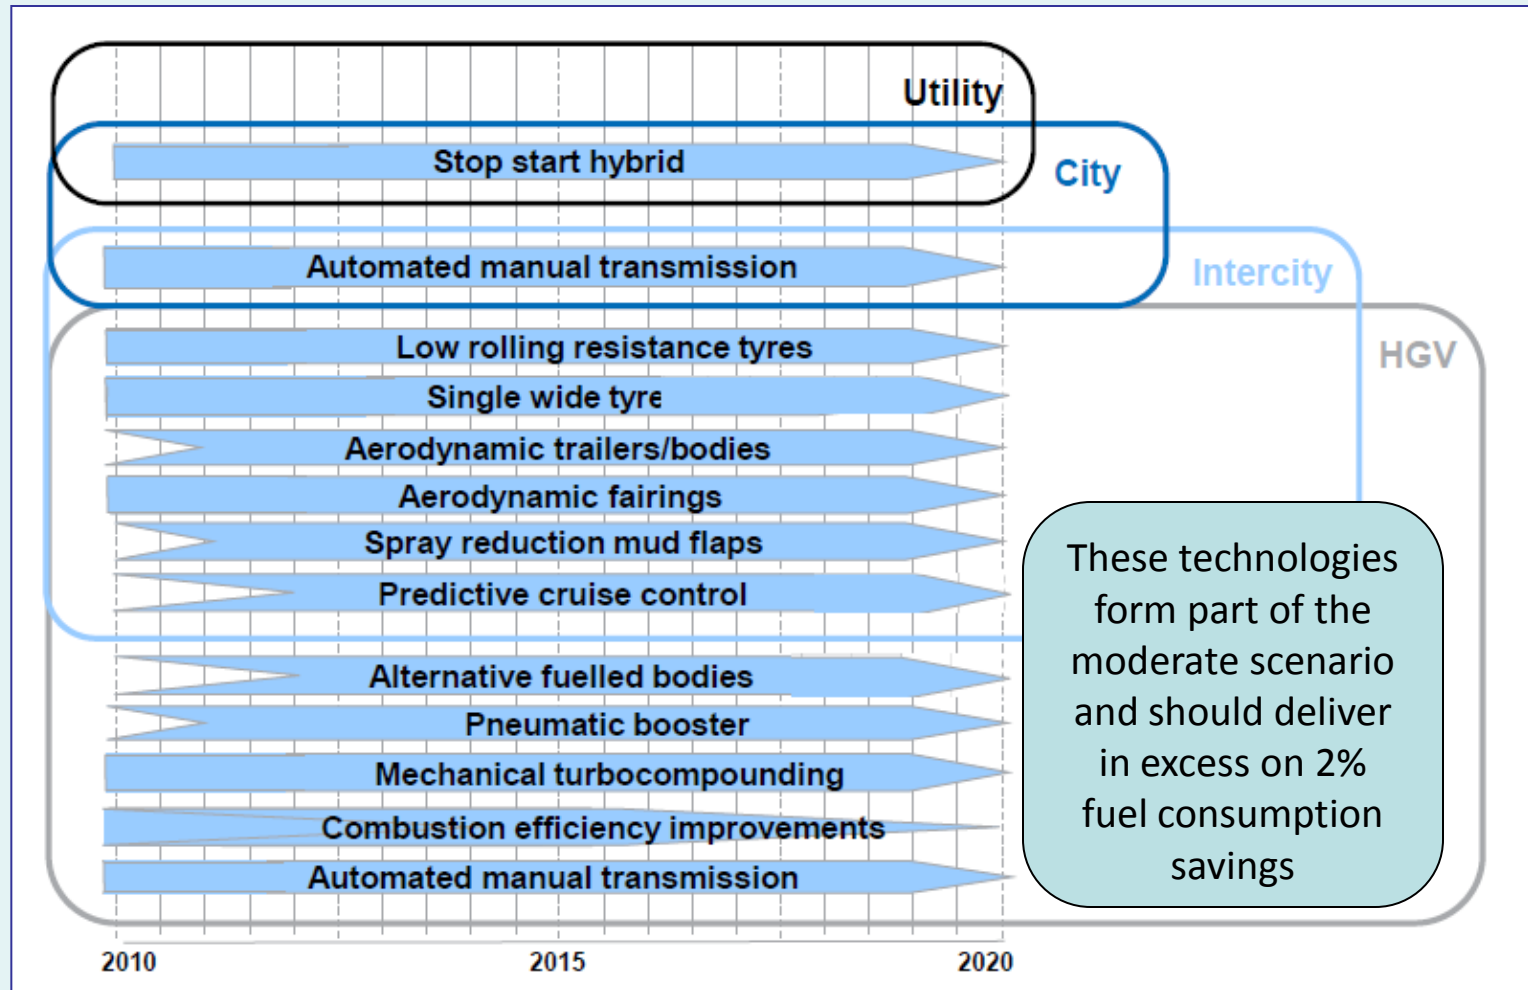 Utility
Stop start hybrid
City
Automated manual transmission
Intercity
Low rolling resistance tyres
HGV
Single wide tyre
Aerodynamic trailers/bodies
Aerodynamic fairings
Spray reduction mud flaps
Predictive cruise control
These technologies
form part of the
moderate scenario
and should deliver
in excess on 2%
fuel consumption
savings
Alternative fuelled bodies
Pneumatic booster
Mechanical turbocompounding
Combustion efficiency improvements
Automated manual transmission
2010
2015
2020